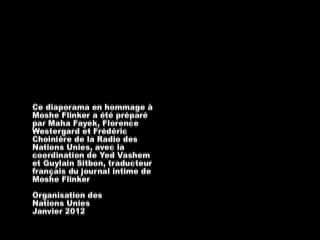 Ce diaporama en hommage à
Moshe Flinker a été préparé
par Maha Fayek, Florence
Westergard et Frédéric
Choinière de la Radio des
Nations Unies, avec la
coordination de Yed Vashem
et Guylain Sitbon, traducteur
français du journal intime de
Moshe Flinker
Organisation des
Nations Unies
Janvier 2012